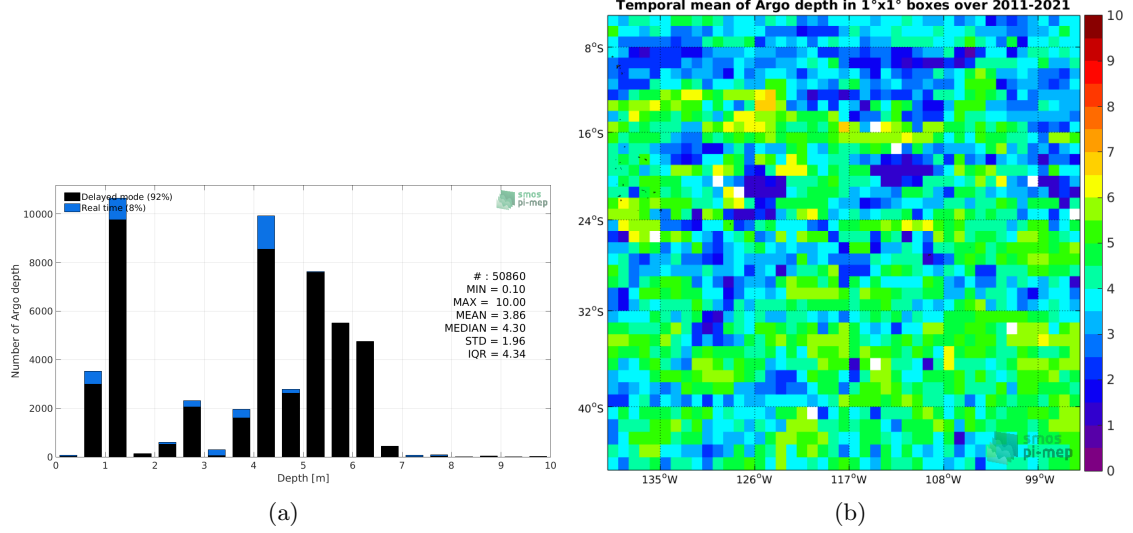 Temporal mean of Argo depth in 1°x1° boxes over 2011-2021
Delayed mode (92%)
Real time (8%)
smos
pi-mep
# : 50860
MIN = 0.10
MAX = 10.00
MEAN = 3.86
MEDIAN = 4.30
STD = 1.96
IQR = 4.34
Number of Argo depth
10000
8000
6000
4000
2000
0
0 1 2 3 4 5 6 7 8 9 10
Depth [m]
(a)
8°S
16°S
24°S
32°S
40°S
135°W 126°W 117°W 108°W 99°W
smos
pi-mep
10
9
8
7
6
5
4
3
2
1
0
(b)